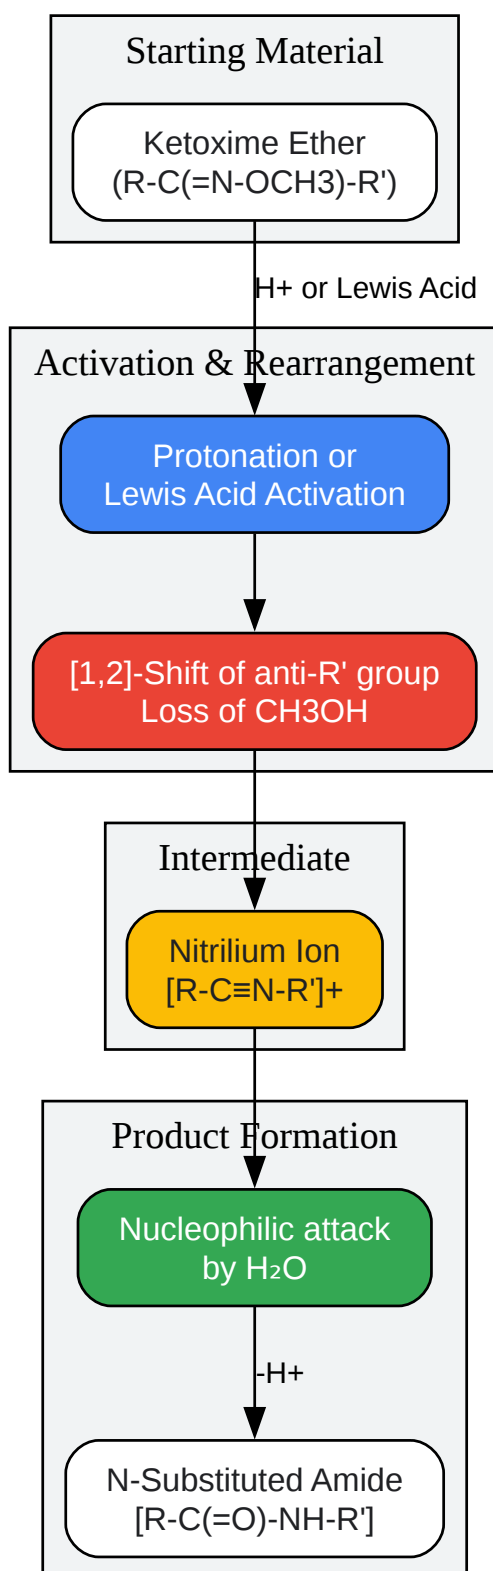 Starting Material
Ketoxime Ether
(R-C(=N-OCH3)-R')
H+ or Lewis Acid
Activation & Rearrangement
Protonation or
Lewis Acid Activation
[1,2]-Shift of anti-R' group
Loss of CH3OH
Intermediate
Nitrilium Ion
[R-C≡N-R']+
Product Formation
Nucleophilic attack
by H₂O
-H+
N-Substituted Amide
[R-C(=O)-NH-R']